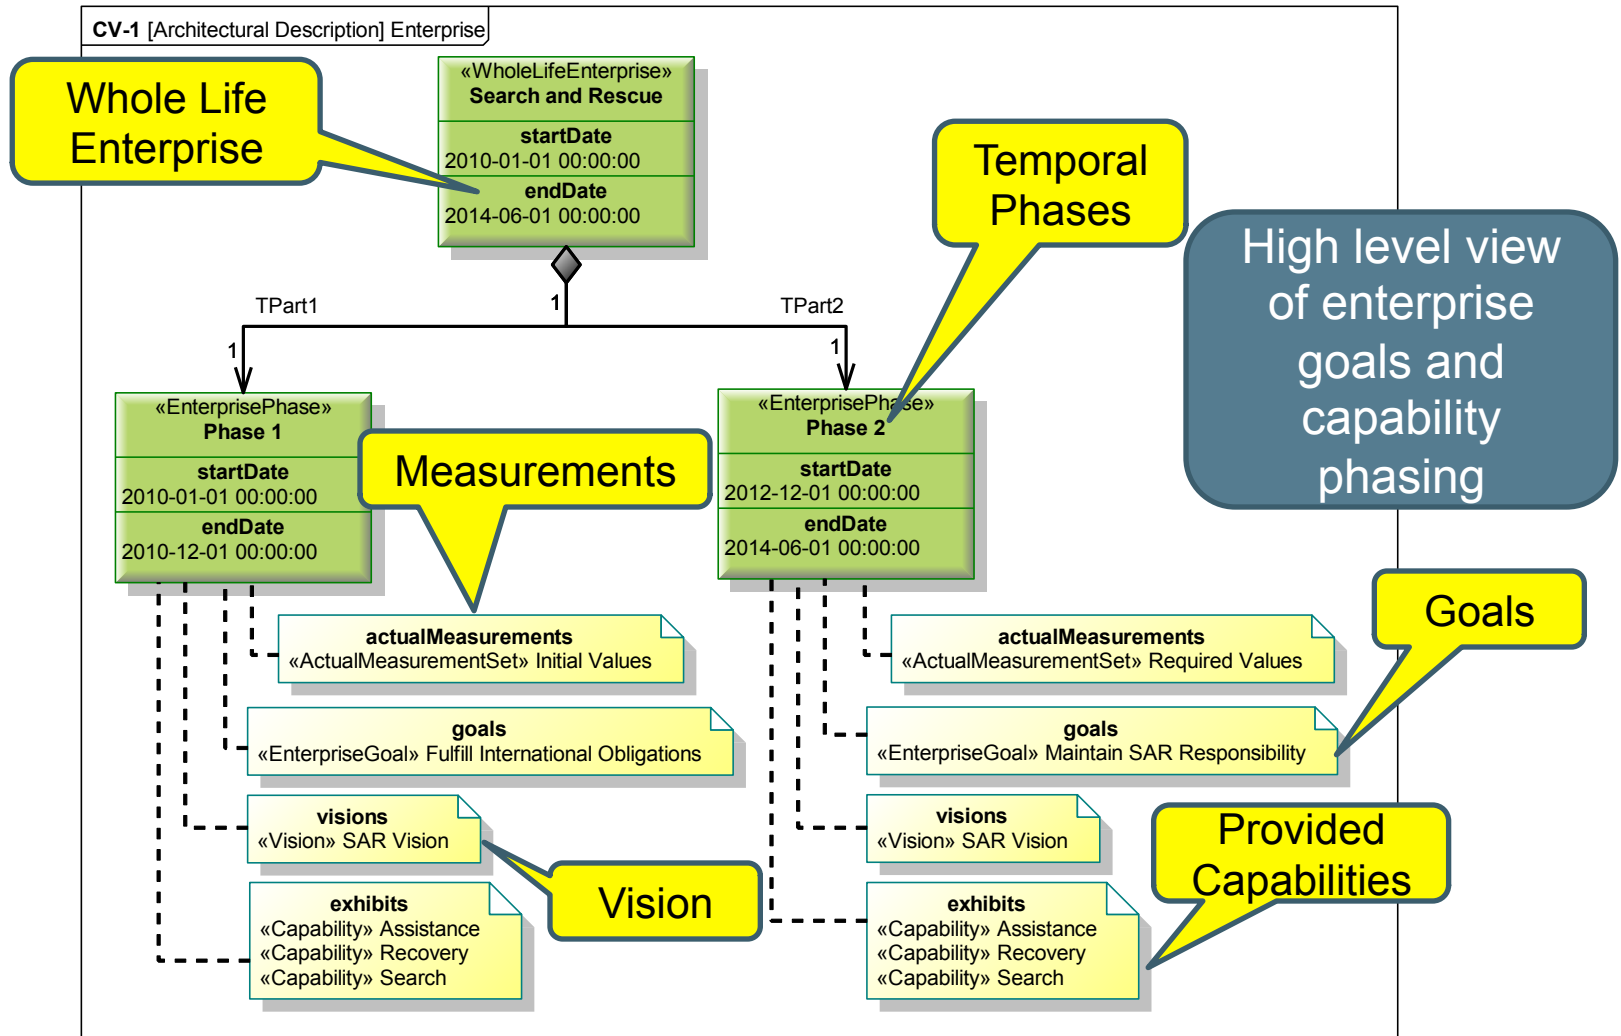 CV-1 [Architectural Description] Enterprise
«WholeLifeEnterprise»
Search and Rescue
startDate
2010-01-01 00:00:00
endDate
2014-06-01 00:00:00
Whole Life
Enterprise
Temporal
Phases
High level view
of enterprise
goals and
capability
phasing
TPart1
1
TPart2
1
1
«EnterprisePhase»
Phase 1
startDate
2010-01-01 00:00:00
endDate
2010-12-01 00:00:00
Measurements
«EnterprisePhase»
Phase 2
startDate
2012-12-01 00:00:00
endDate
2014-06-01 00:00:00
actualMeasurements
«ActualMeasurementSet» Initial Values
goals
«EnterpriseGoal» Fulfill International Obligations
visions
«Vision» SAR Vision
Vision
exhibits
«Capability» Assistance
«Capability» Recovery
«Capability» Search
actualMeasurements
«ActualMeasurementSet» Required Values
Goals
goals
«EnterpriseGoal» Maintain SAR Responsibility
visions
«Vision» SAR Vision
Provided
Capabilities
exhibits
«Capability» Assistance
«Capability» Recovery
«Capability» Search